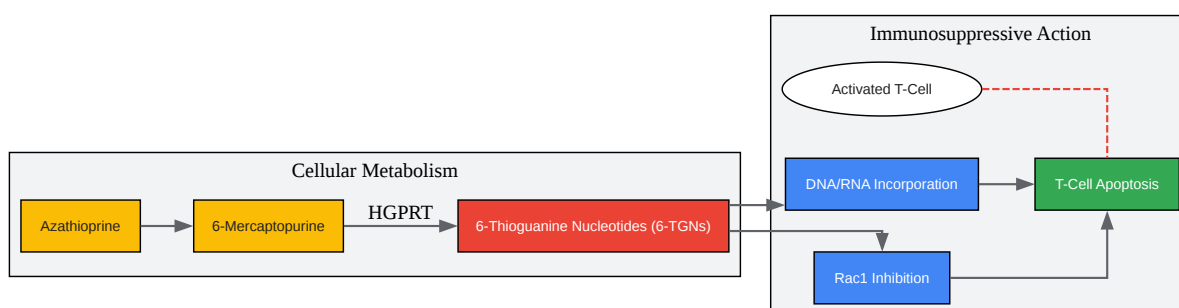 Immunosuppressive Action
Activated T-Cell
Cellular Metabolism
DNA/RNA Incorporation
T-Cell Apoptosis
Azathioprine
6-Mercaptopurine
HGPRT
6-Thioguanine Nucleotides (6-TGNs)
Rac1 Inhibition